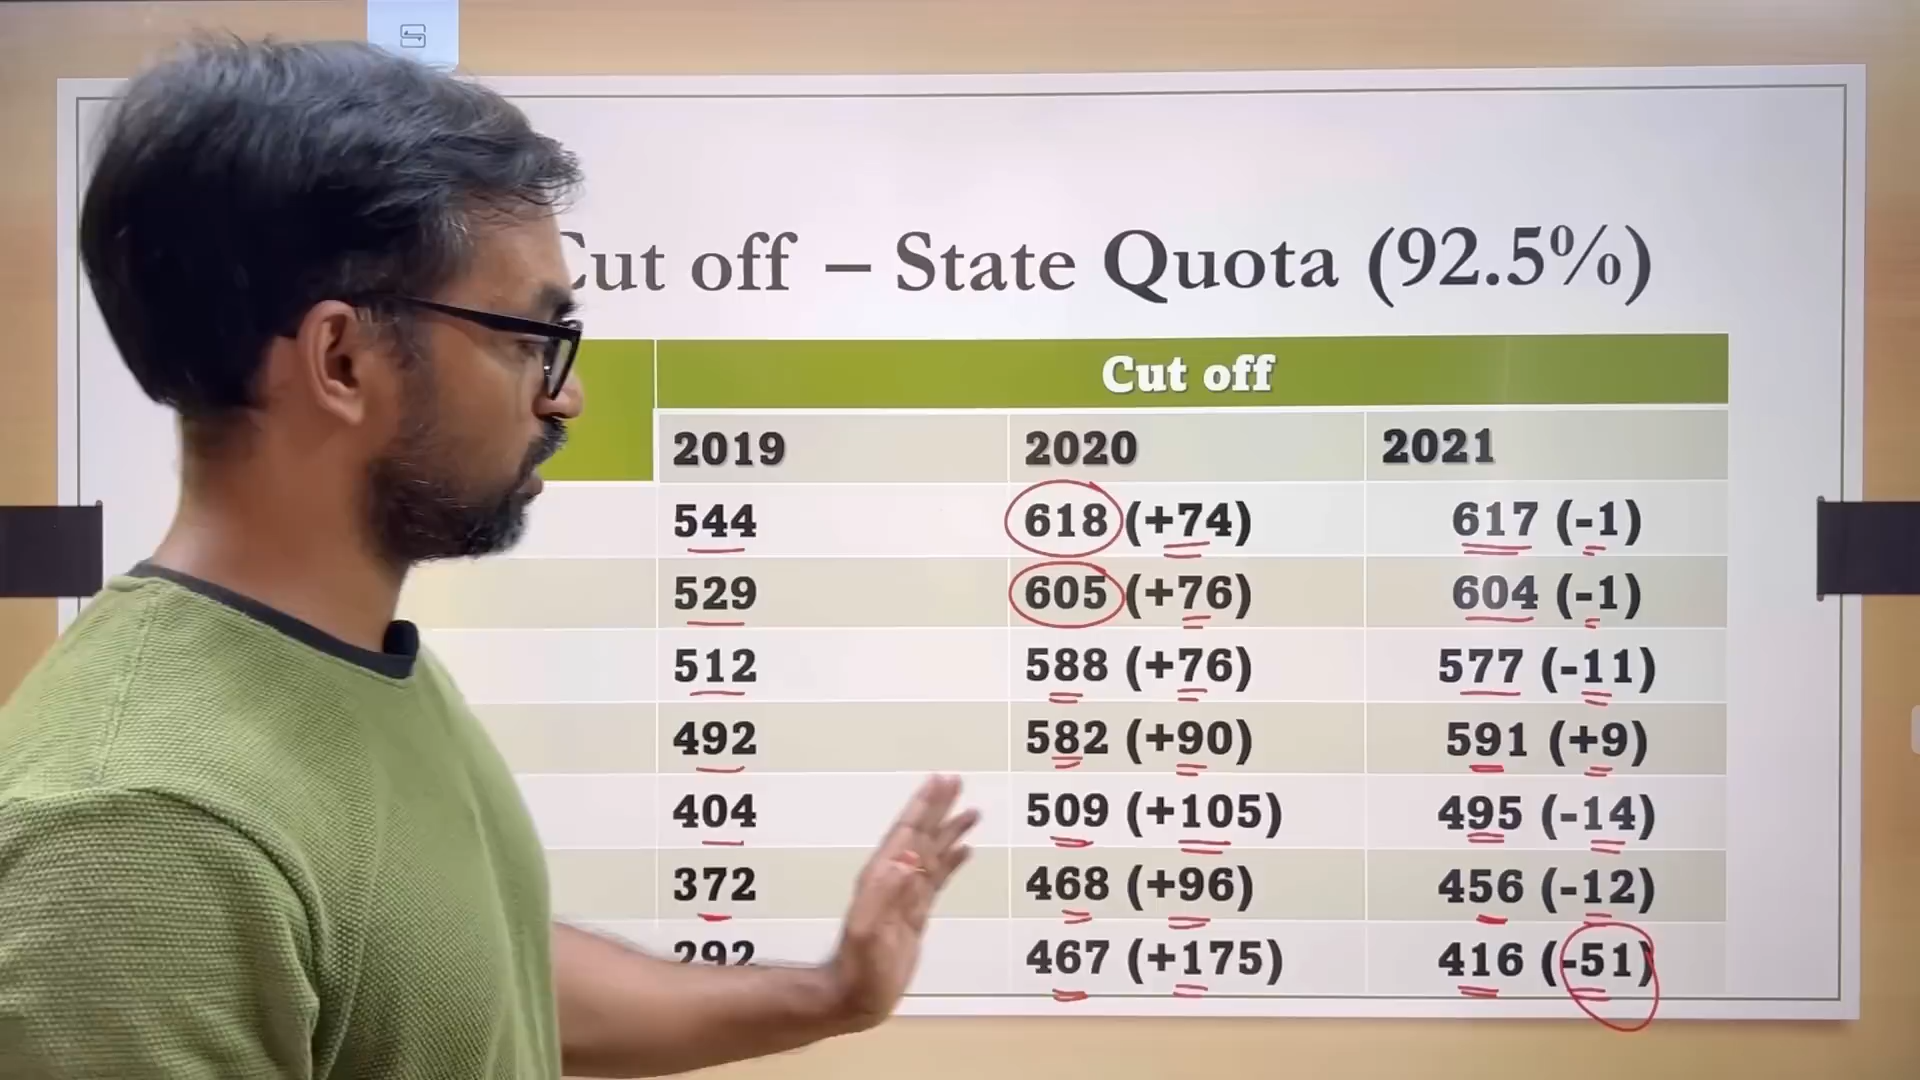 Cut off – State Quota (92.5%)
Cut off
2019 2020 2021
544 618 (+74) 617 (-1)
529 605 (+76) 604 (-1)
512 588 (+76) 577 (-11)
492 582 (+90) 591 (+9)
404 509 (+105) 495 (-14)
372 468 (+96) 456 (-12)
292 467 (+175) 416 (-51)